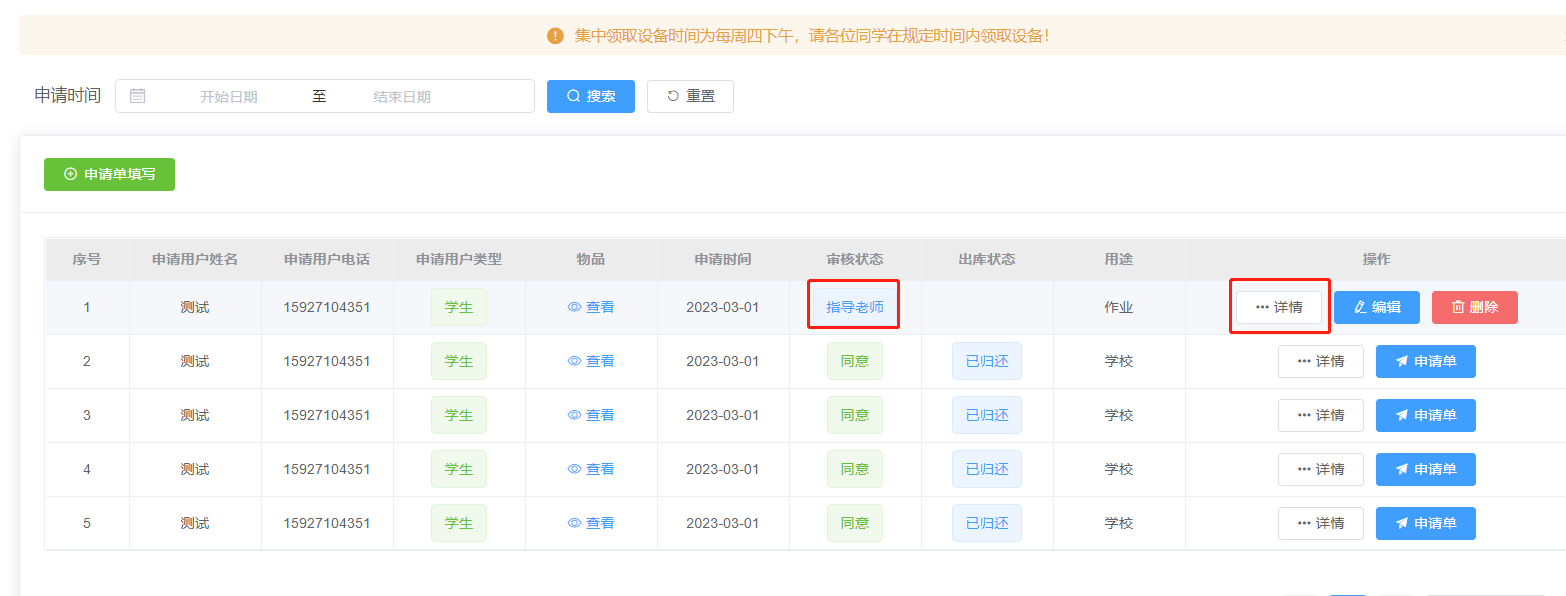 集中领取设备时间为每周四下午，请各位同学在规定时间内领取设备！
申请时间 开始日期 至 结束日期 搜索 重置
申请单填写
序号 申请用户姓名 申请用户电话 申请用户类型 物品 申请时间 审核状态 出库状态 用途 操作
1 测试 15927104351 学生 查看 2023-03-01 指导老师 作业 详情 编辑 删除
2 测试 15927104351 学生 查看 2023-03-01 同意 已归还 学校 详情 申请单
3 测试 15927104351 学生 查看 2023-03-01 同意 已归还 学校 详情 申请单
4 测试 15927104351 学生 查看 2023-03-01 同意 已归还 学校 详情 申请单
5 测试 15927104351 学生 查看 2023-03-01 同意 已归还 学校 详情 申请单